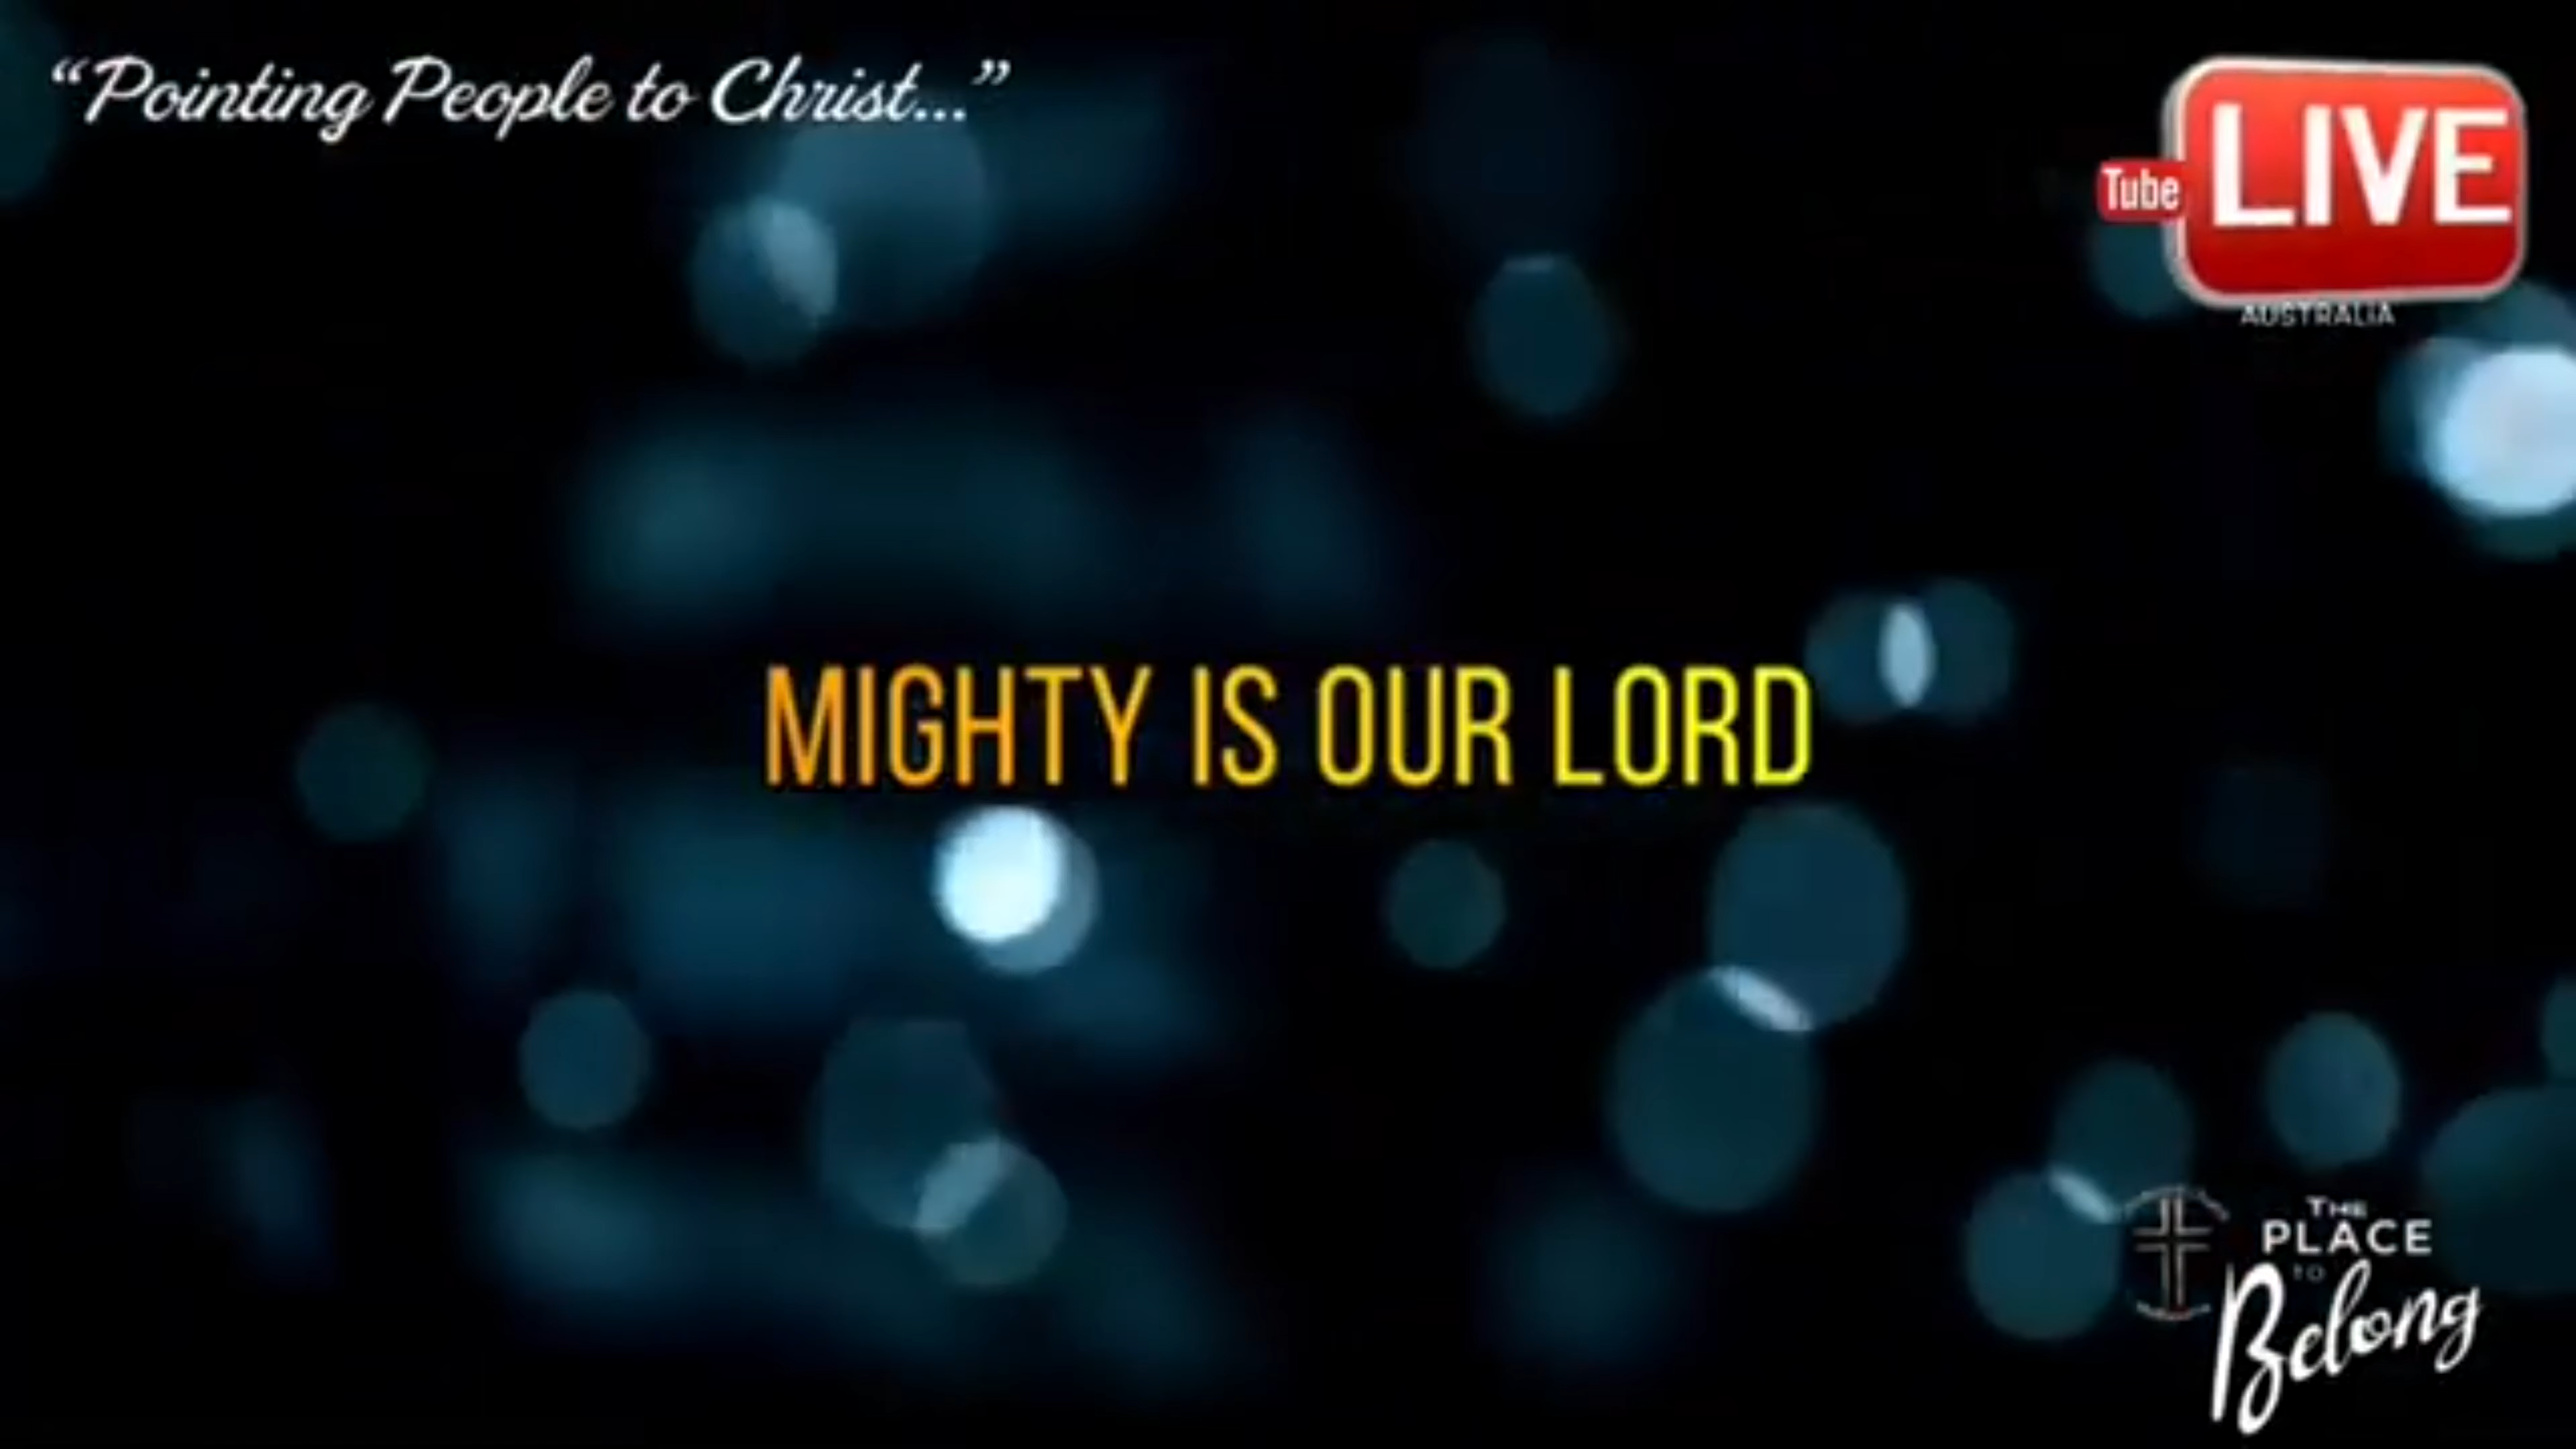 “Pointing People to Christ...”
Tube LIVE
AUSTRALIA
MIGHTY IS OUR LORD
THE
PLACE
TO
Belong